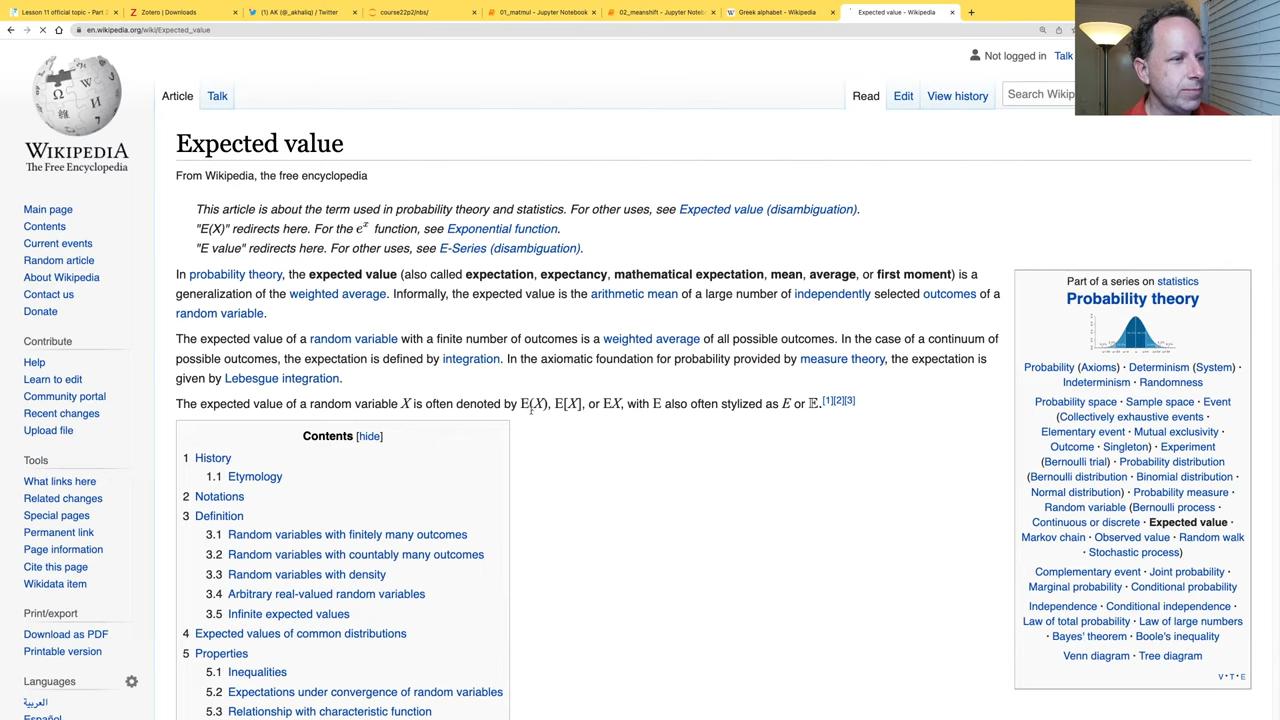 Lesson 11 official topic - Part 2
Zotero | Downloads
(1) AK (@_akhaliq) / Twitter
course22p2/nbs/
01_matmul - Jupyter Notebook
02_meanshift - Jupyter Notebo
Greek alphabet - Wikipedia
Expected value - Wikipedia
en.wikipedia.org/wiki/Expected_value
Not logged in Talk
Article Talk
Read Edit View history
Search Wikip
WIKIPEDIA
The Free Encyclopedia
Main page
Contents
Current events
Random article
About Wikipedia
Contact us
Donate
Contribute
Help
Learn to edit
Community portal
Recent changes
Upload file
Tools
What links here
Related changes
Special pages
Permanent link
Page information
Cite this page
Wikidata item
Print/export
Download as PDF
Printable version
Languages
العربية
Español
Expected value
From Wikipedia, the free encyclopedia
This article is about the term used in probability theory and statistics. For other uses, see Expected value (disambiguation).
"E(X)" redirects here. For the e^x function, see Exponential function.
"E value" redirects here. For other uses, see E-Series (disambiguation).
In probability theory, the expected value (also called expectation, expectancy, mathematical expectation, mean, average, or first moment) is a
generalization of the weighted average. Informally, the expected value is the arithmetic mean of a large number of independently selected outcomes of a
random variable.
The expected value of a random variable with a finite number of outcomes is a weighted average of all possible outcomes. In the case of a continuum of
possible outcomes, the expectation is defined by integration. In the axiomatic foundation for probability provided by measure theory, the expectation is
given by Lebesgue integration.
The expected value of a random variable X is often denoted by E(X), E[X], or EX, with E also often stylized as E or 𝔼.[1][2][3]
Contents [hide]
1 History
1.1 Etymology
2 Notations
3 Definition
3.1 Random variables with finitely many outcomes
3.2 Random variables with countably many outcomes
3.3 Random variables with density
3.4 Arbitrary real-valued random variables
3.5 Infinite expected values
4 Expected values of common distributions
5 Properties
5.1 Inequalities
5.2 Expectations under convergence of random variables
5.3 Relationship with characteristic function
Part of a series on statistics
Probability theory
Probability (Axioms) · Determinism (System) ·
Indeterminism · Randomness
Probability space · Sample space · Event
(Collectively exhaustive events ·
Elementary event · Mutual exclusivity ·
Outcome · Singleton) · Experiment
(Bernoulli trial) · Probability distribution
(Bernoulli distribution · Binomial distribution ·
Normal distribution) · Probability measure ·
Random variable (Bernoulli process ·
Continuous or discrete · Expected value ·
Markov chain · Observed value · Random walk
· Stochastic process)
Complementary event · Joint probability ·
Marginal probability · Conditional probability
Independence · Conditional independence ·
Law of total probability · Law of large numbers
· Bayes' theorem · Boole's inequality
Venn diagram · Tree diagram
V · T · E